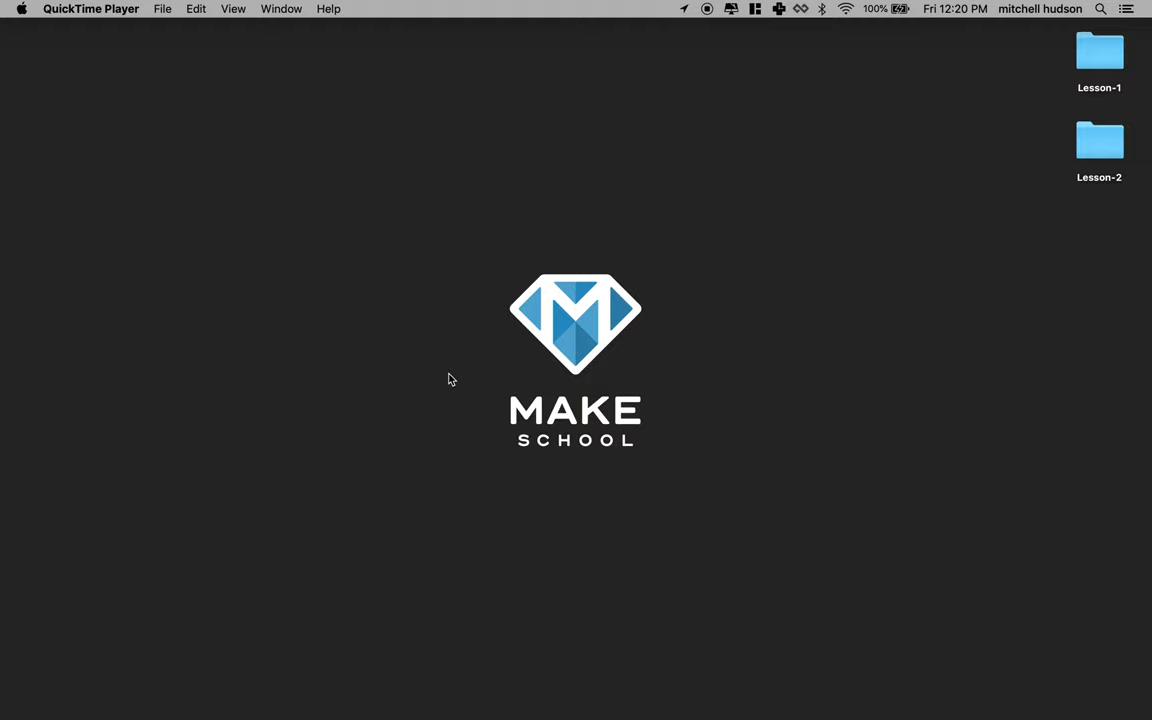 QuickTime Player File Edit View Window Help 100% Fri 12:20 PM mitchell hudson
Lesson-1
Lesson-2
MAKE
SCHOOL